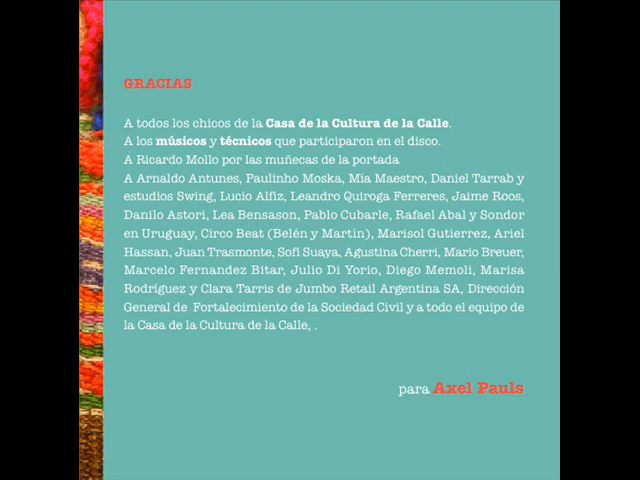 GRACIAS
A todos los chicos de la Casa de la Cultura de la Calle.
A los músicos y técnicos que participaron en el disco.
A Ricardo Mollo por las muñecas de la portada
A Arnaldo Antunes, Paulinho Moska, Mia Maestro, Daniel Tarrab y
estudios Swing, Lucio Alfiz, Leandro Quiroga Ferreres, Jaime Roos,
Danilo Astori, Lea Bensason, Pablo Cubarle, Rafael Abal y Sondor
en Uruguay, Circo Beat (Belén y Martín), Marisol Gutierrez, Ariel
Hassan, Juan Trasmonte, Sofi Suaya, Agustina Cherri, Mario Breuer,
Marcelo Fernandez Bitar, Julio Di Yorio, Diego Memoli, Marisa
Rodríguez y Clara Tarris de Jumbo Retail Argentina SA, Dirección
General de Fortalecimiento de la Sociedad Civil y a todo el equipo de
la Casa de la Cultura de la Calle, .
para Axel Pauls